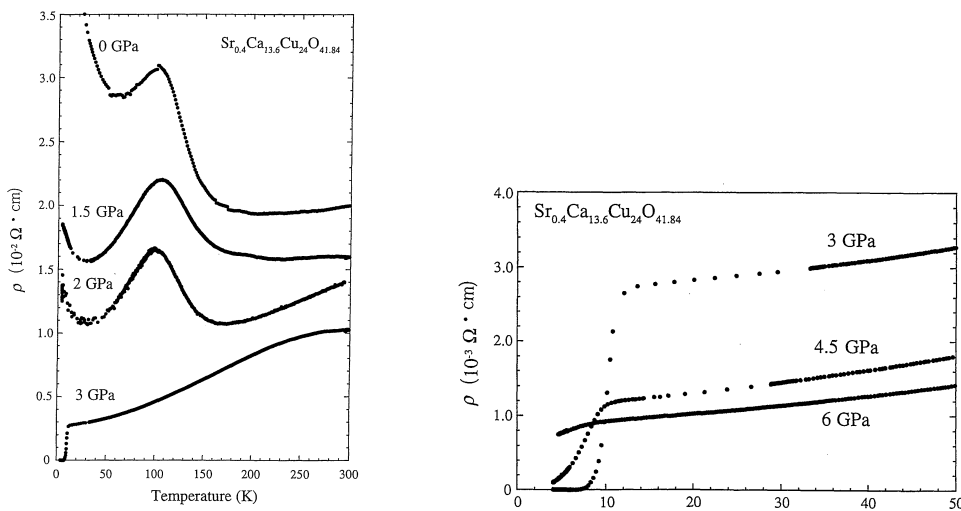 3.5
3.0
2.5
2.0
1.5
1.0
0.5
0
ρ (10⁻² Ω・cm)
Sr₀.₄Ca₁₃.₆Cu₂₄O₄₁.₈₄
0 GPa
1.5 GPa
2 GPa
3 GPa
0 50 100 150 200 250 300
Temperature (K)
4.0
3.0
2.0
1.0
0
ρ (10⁻³ Ω・cm)
Sr₀.₄Ca₁₃.₆Cu₂₄O₄₁.₈₄
3 GPa
4.5 GPa
6 GPa
0 10 20 30 40 50